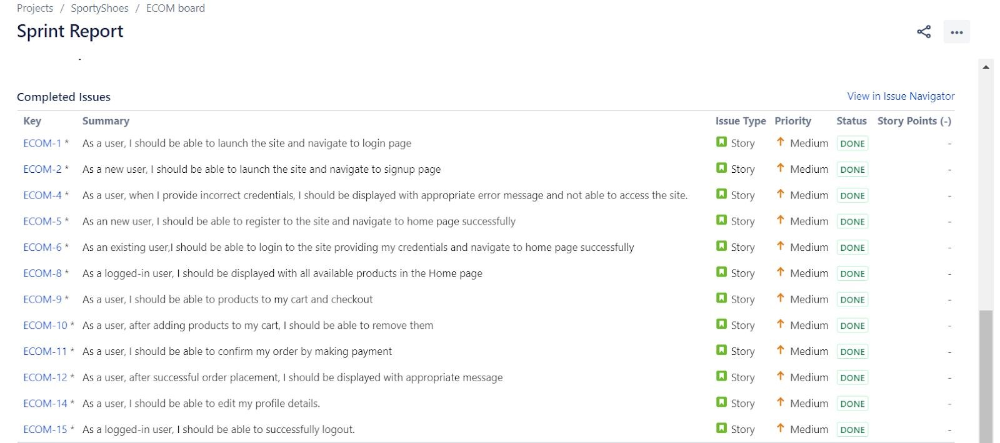 Projects / SportyShoes / ECOM board
Sprint Report
Completed Issues View in Issue Navigator
Key Summary Issue Type Priority Status Story Points (-)
ECOM-1 * As a user, I should be able to launch the site and navigate to login page Story Medium DONE -
ECOM-2 * As a new user, I should be able to launch the site and navigate to signup page Story Medium DONE -
ECOM-4 * As a user, when I provide incorrect credentials, I should be displayed with appropriate error message and not able to access the site. Story Medium DONE -
ECOM-5 * As an new user, I should be able to register to the site and navigate to home page successfully Story Medium DONE -
ECOM-6 * As an existing user,I should be able to login to the site providing my credentials and navigate to home page successfully Story Medium DONE -
ECOM-8 * As a logged-in user, I should be displayed with all available products in the Home page Story Medium DONE -
ECOM-9 * As a user, I should be able to products to my cart and checkout Story Medium DONE -
ECOM-10 * As a user, after adding products to my cart, I should be able to remove them Story Medium DONE -
ECOM-11 * As a user, I should be able to confirm my order by making payment Story Medium DONE -
ECOM-12 * As a user, after successful order placement, I should be displayed with appropriate message Story Medium DONE -
ECOM-14 * As a user, I should be able to edit my profile details. Story Medium DONE -
ECOM-15 * As a logged-in user, I should be able to successfully logout. Story Medium DONE -